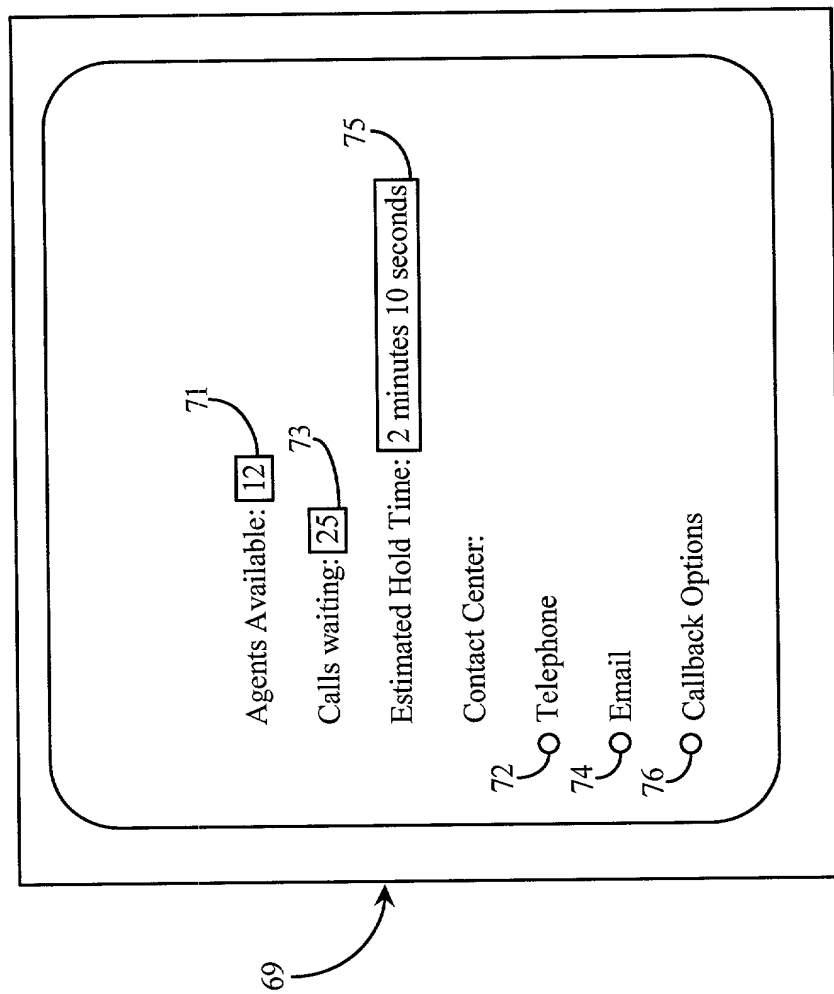 71
Agents Available: 12
73
Calls waiting: 25
75
Estimated Hold Time: 2 minutes 10 seconds
Contact Center:
72
Telephone
74
Email
76
Callback Options
69